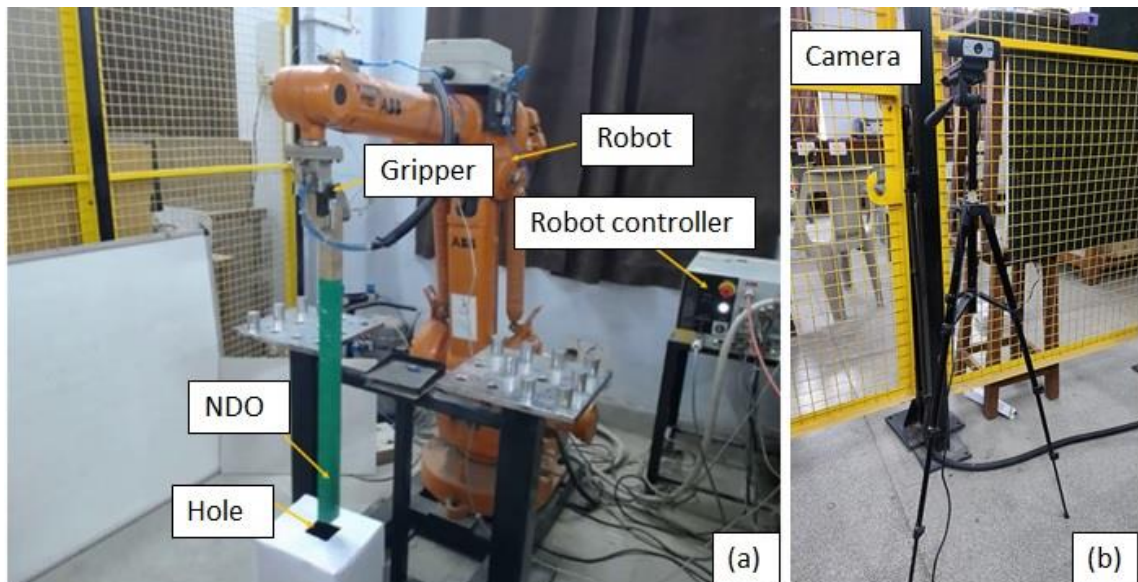 Camera
Robot
Gripper
Robot controller
NDO
Hole
(a)
(b)
ABB
ABB